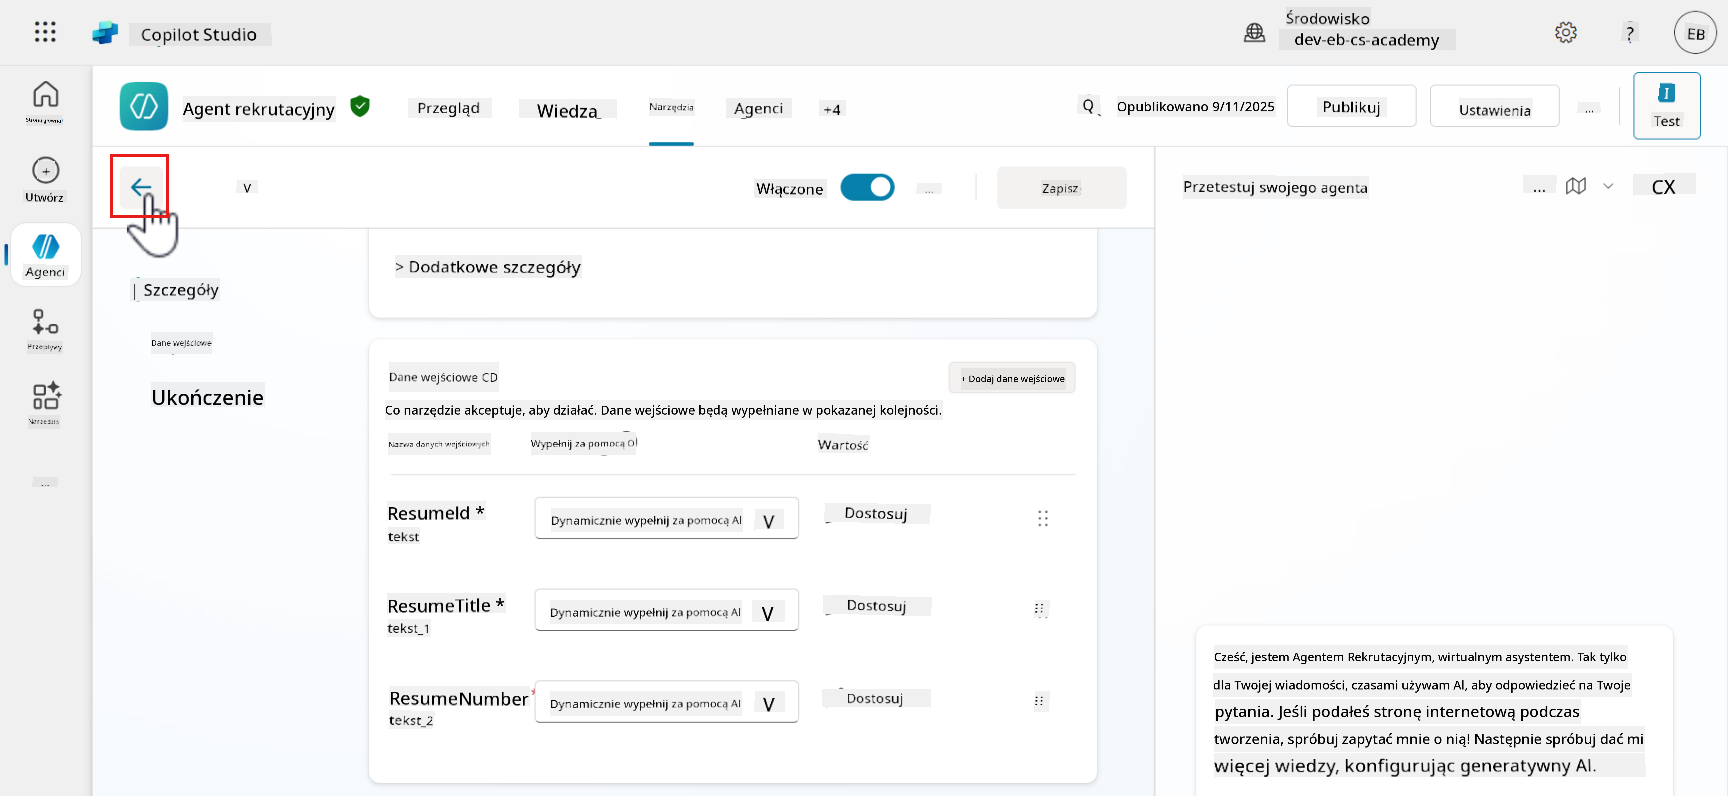 Copilot Studio
Środowisko
dev-eb-cs-academy
?
EB
Agent rekrutacyjny
Przegląd
Wiedza
Narzędzia
Agenci
+4
Q
Opublikowano 9/11/2025
Publikuj
Ustawienia
...
Test
Utwórz
Agenci
Przepływy
Narzędzia
...
V
Włączone
...
Zapisz
Przetestuj swojego agenta
...
CX
| Szczegóły
Dane wejściowe
Ukończenie
> Dodatkowe szczegóły
Dane wejściowe CD
+ Dodaj dane wejściowe
Co narzędzie akceptuje, aby działać. Dane wejściowe będą wypełniane w pokazanej kolejności.
Nazwa danych wejściowych
Wypełnij za pomocą
Wartość
ResumeId *
tekst
Dynamicznie wypełnij za pomocą AI
V
Dostosuj
ResumeTitle *
tekst_1
Dynamicznie wypełnij za pomocą AI
V
Dostosuj
ResumeNumber *
tekst_2
Dynamicznie wypełnij za pomocą AI
V
Dostosuj
Cześć, jestem Agentem Rekrutacyjnym, wirtualnym asystentem. Tak tylko
dla Twojej wiadomości, czasami używam AI, aby odpowiedzieć na Twoje
pytania. Jeśli podałeś stronę internetową podczas
tworzenia, spróbuj zapytać mnie o nią! Następnie spróbuj dać mi
więcej wiedzy, konfigurując generatywny AI.